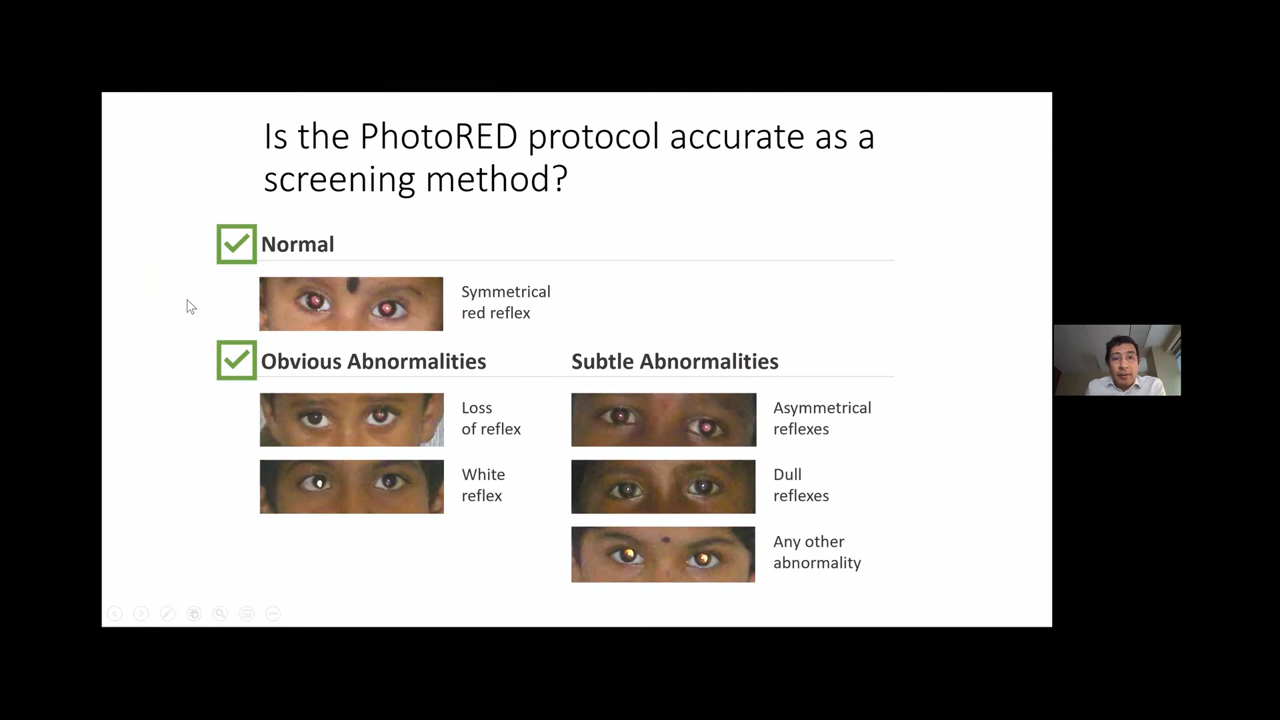 Is the PhotoRED protocol accurate as a
screening method?
Normal
Symmetrical
red reflex
Obvious Abnormalities
Loss
of reflex
White
reflex
Subtle Abnormalities
Asymmetrical
reflexes
Dull
reflexes
Any other
abnormality